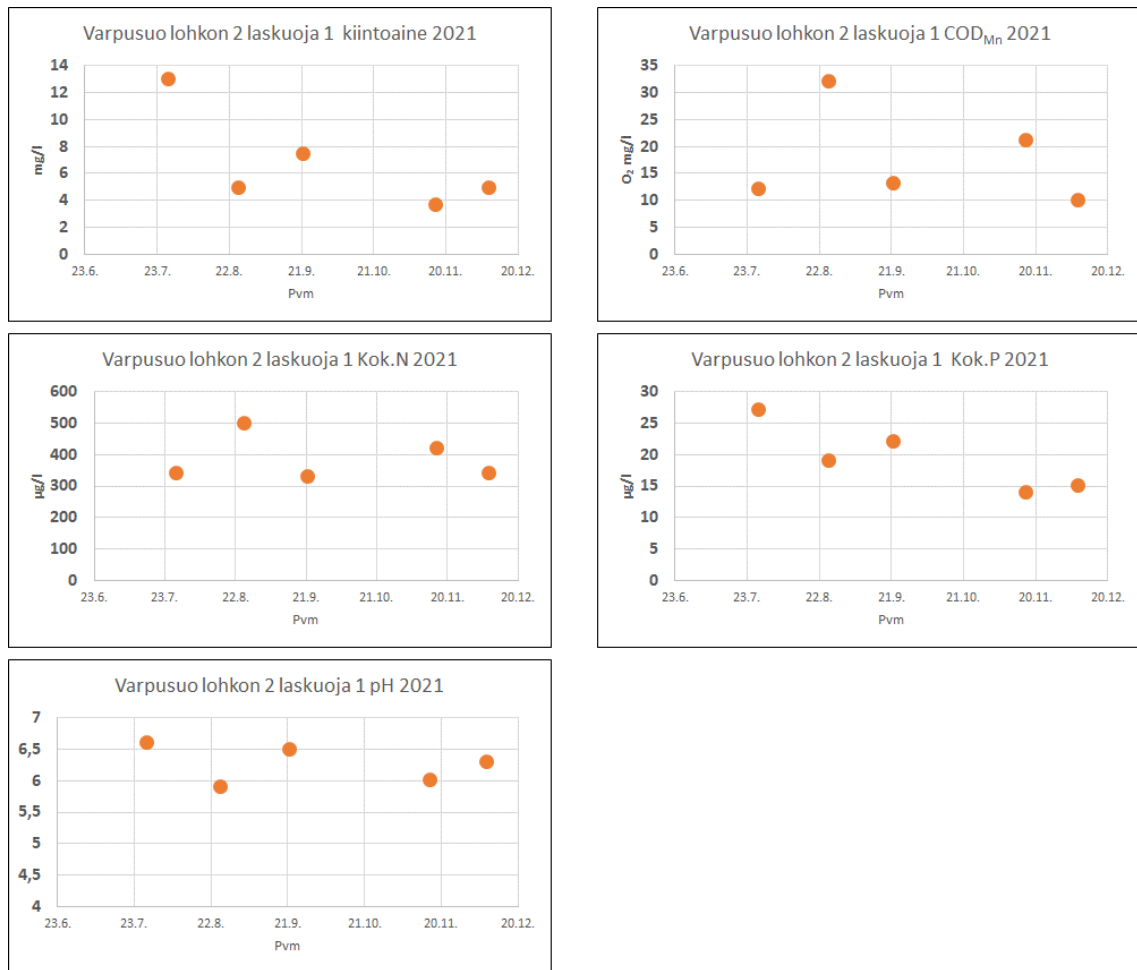 Varpusuo lohkon 2 laskuoja 1  kiintoaine 2021
14
12
10
8
6
4
2
0
mg/l
23.6. 23.7. 22.8. 21.9. 21.10. 20.11. 20.12.
Pvm
Varpusuo lohkon 2 laskuoja 1 COD_Mn 2021
35
30
25
20
15
10
5
0
O₂ mg/l
23.6. 23.7. 22.8. 21.9. 21.10. 20.11. 20.12.
Pvm
Varpusuo lohkon 2 laskuoja 1 Kok.N 2021
600
500
400
300
200
100
0
µg/l
23.6. 23.7. 22.8. 21.9. 21.10. 20.11. 20.12.
Pvm
Varpusuo lohkon 2 laskuoja 1  Kok.P 2021
30
25
20
15
10
5
0
µg/l
23.6. 23.7. 22.8. 21.9. 21.10. 20.11. 20.12.
Pvm
Varpusuo lohkon 2 laskuoja 1 pH 2021
7
6,5
6
5,5
5
4,5
4
23.6. 23.7. 22.8. 21.9. 21.10. 20.11. 20.12.
Pvm